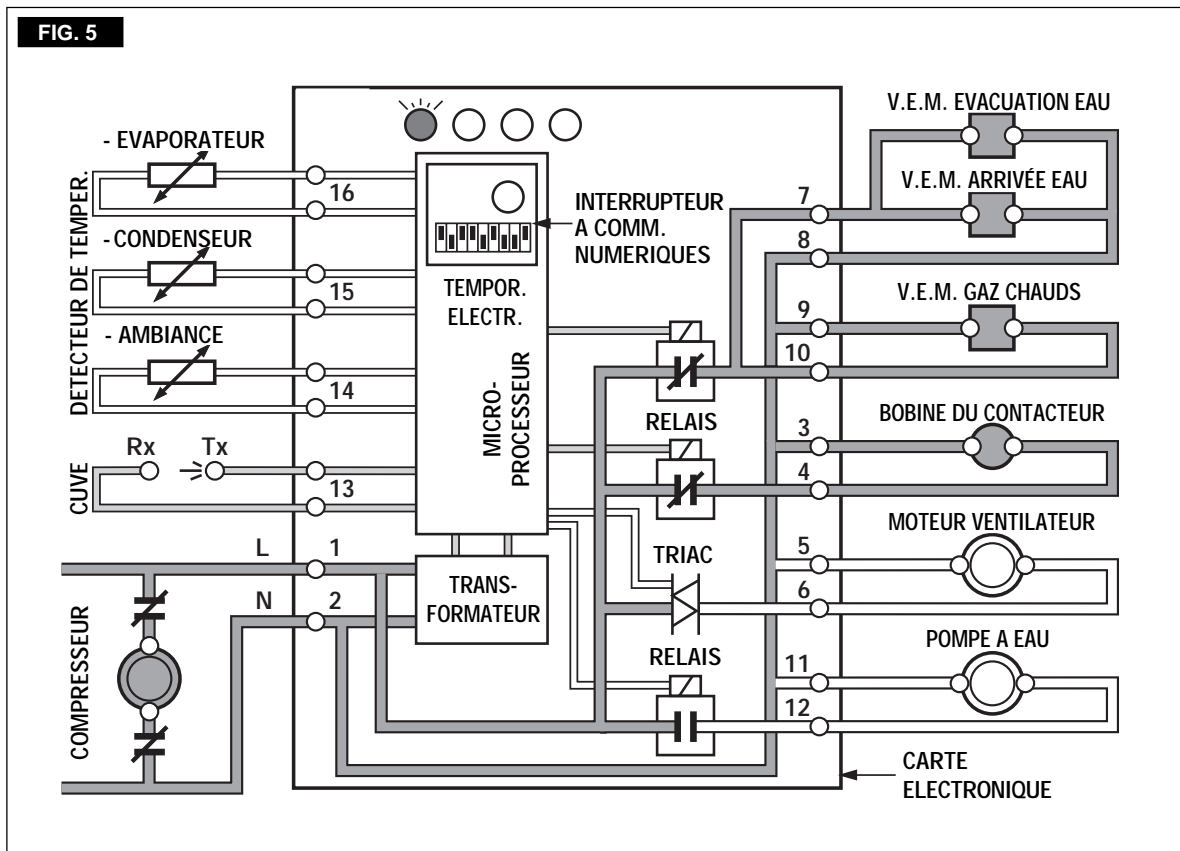 FIG. 5
DETECTEUR DE TEMPER.
- EVAPORATEUR
16
-CONDENSEUR
15
- AMBIANCE
14
CUVE
Rx
Tx
13
L
1
N
2
COMPRESSEUR
INTERRUPTEUR
A COMM.
NUMERIQUES
TEMPOR.
ELECTR.
MICRO-
PROCESSEUR
TRANS-
FORMATEUR
RELAIS
TRIAC
RELAIS
V.E.M. EVACUATION EAU
V.E.M. ARRIVÉE EAU
7
8
V.E.M. GAZ CHAUDS
9
10
BOBINE DU CONTACTEUR
3
4
MOTEUR VENTILATEUR
5
6
POMPE A EAU
11
12
CARTE
ELECTRONIQUE